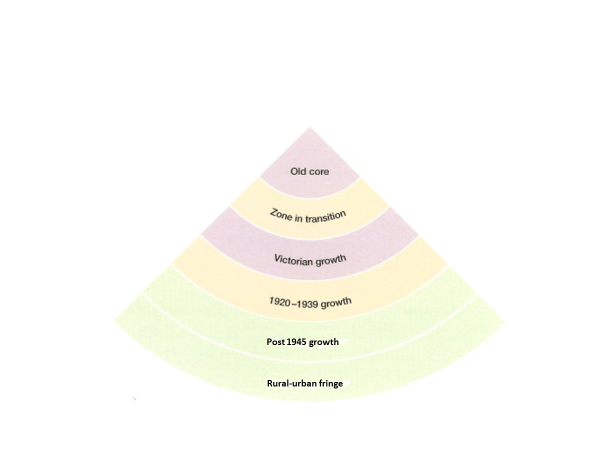 Old core
Zone in transition
Victorian growth
1920–1939 growth
Post 1945 growth
Rural-urban fringe